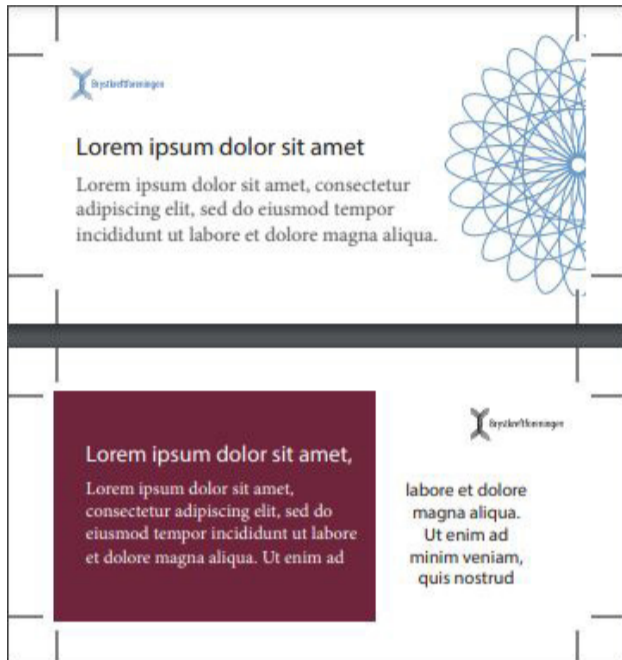 Brystkreftforeningen
Lorem ipsum dolor sit amet
Lorem ipsum dolor sit amet, consectetur
adipiscing elit, sed do eiusmod tempor
incididunt ut labore et dolore magna aliqua.
Brystkreftforeningen
Lorem ipsum dolor sit amet,
Lorem ipsum dolor sit amet,
consectetur adipiscing elit, sed do
eiusmod tempor incididunt ut labore
et dolore magna aliqua. Ut enim ad
labore et dolore
magna aliqua.
Ut enim ad
minim veniam,
quis nostrud